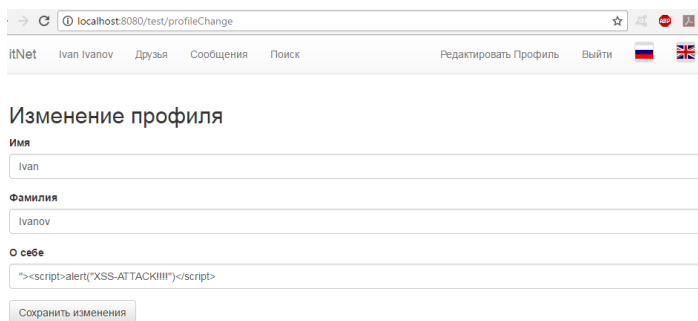 localhost:8080/test/profileChange
ABP
itNet Ivan Ivanov Друзья Сообщения Поиск Редактировать Профиль Выйти
Изменение профиля
Имя
Ivan
Фамилия
Ivanov
О себе
"><script>alert("XSS-ATTACK!!!!")</script>
Сохранить изменения